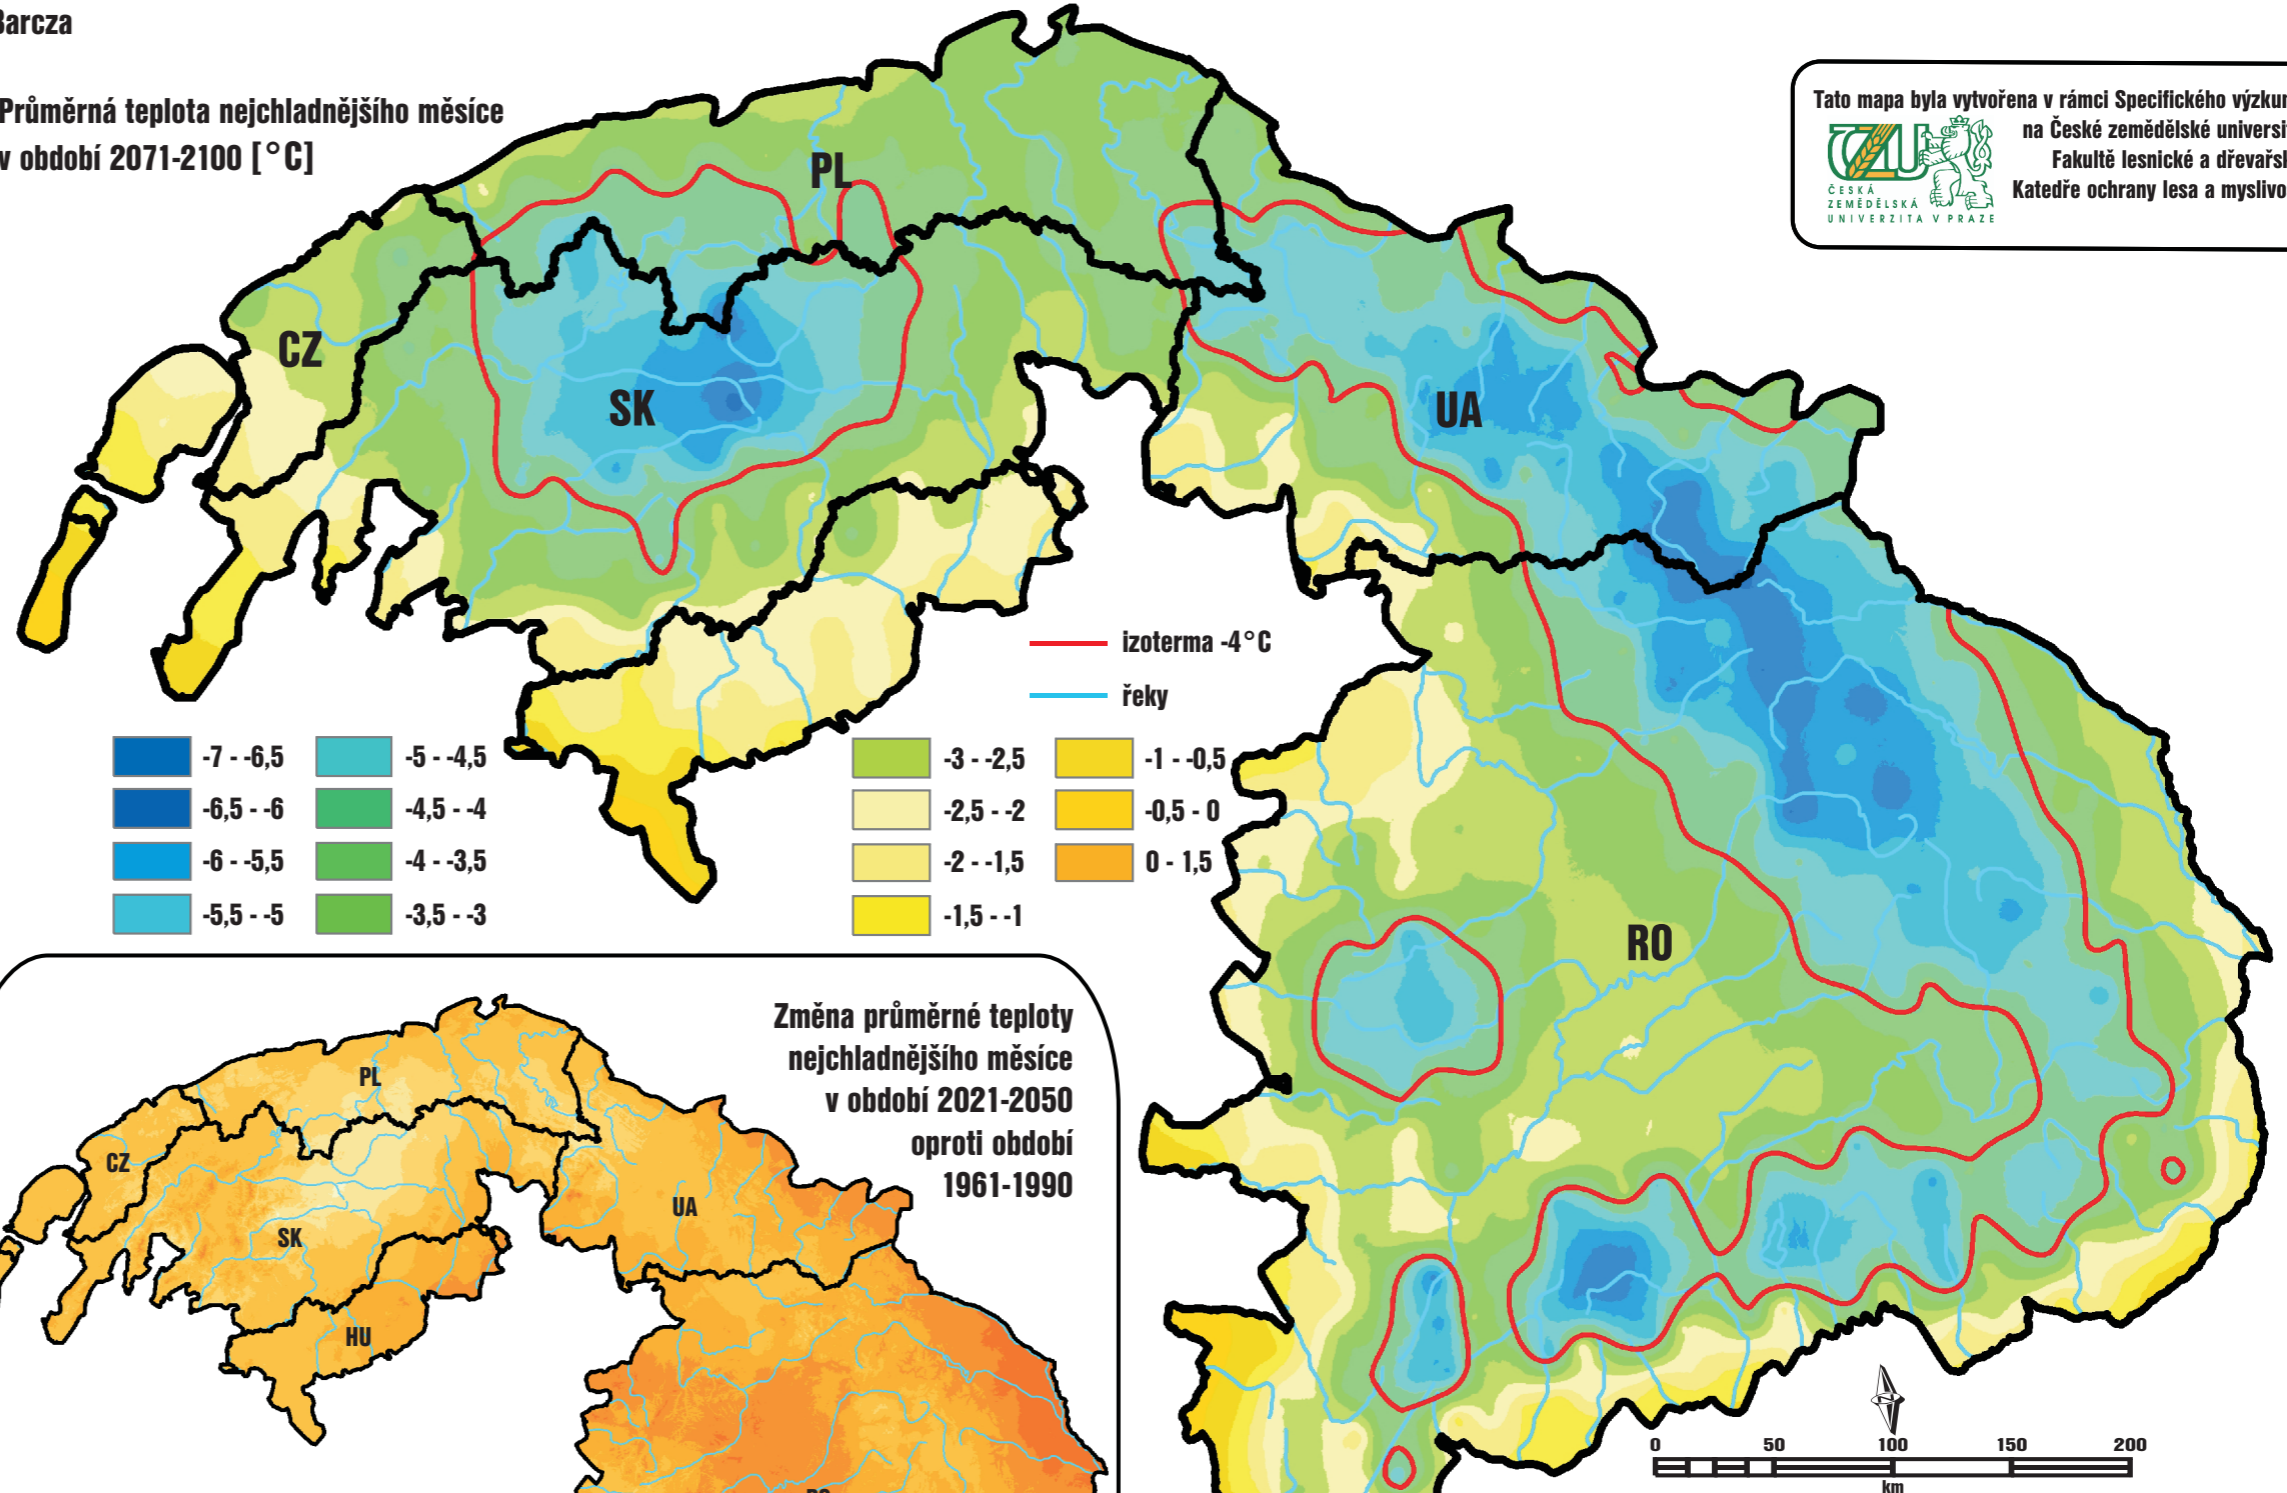 Barcza
Průměrná teplota nejchladnějšího měsíce
v období 2071-2100 [°C]
Tato mapa byla vytvořena v rámci Specifického
na České zemědělské
Fakultě lesnické a
Katedře ochrany lesa a
ČZU
ČESKÁ
ZEMĚDĚLSKÁ
UNIVERZITA V PRAZE
PL
CZ
SK
UA
RO
izoterma -4°C
řeky
-7 - -6,5
-6,5 - -6
-6 - -5,5
-5,5 - -5
-5 - -4,5
-4,5 - -4
-4 - -3,5
-3,5 - -3
-3 - -2,5
-2,5 - -2
-2 - -1,5
-1,5 - -1
-1 - -0,5
-0,5 - 0
0 - 1,5
Změna průměrné teploty
nejchladnějšího měsíce
v období 2021-2050
oproti období
1961-1990
PL
CZ
SK
UA
HU
0 50 100 150 200
km